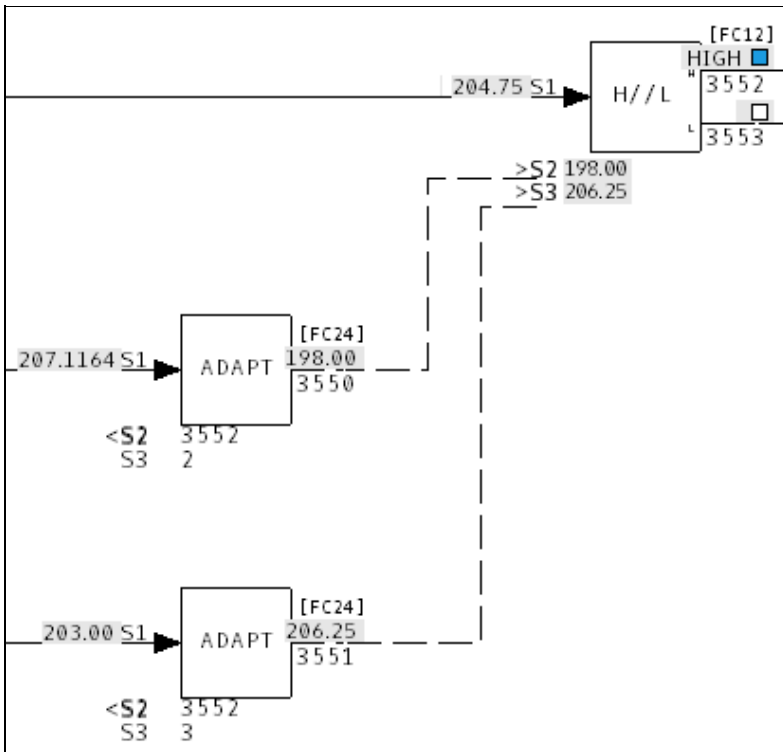 [FC12]
HIGH
204.75 S1
H//L
H
3552
L
3553
>S2 198.00
>S3 206.25
[FC24]
207.1164 S1
ADAPT
198.00
3550
<S2 3552
S3 2
[FC24]
203.00 S1
ADAPT
206.25
3551
<S2 3552
S3 3